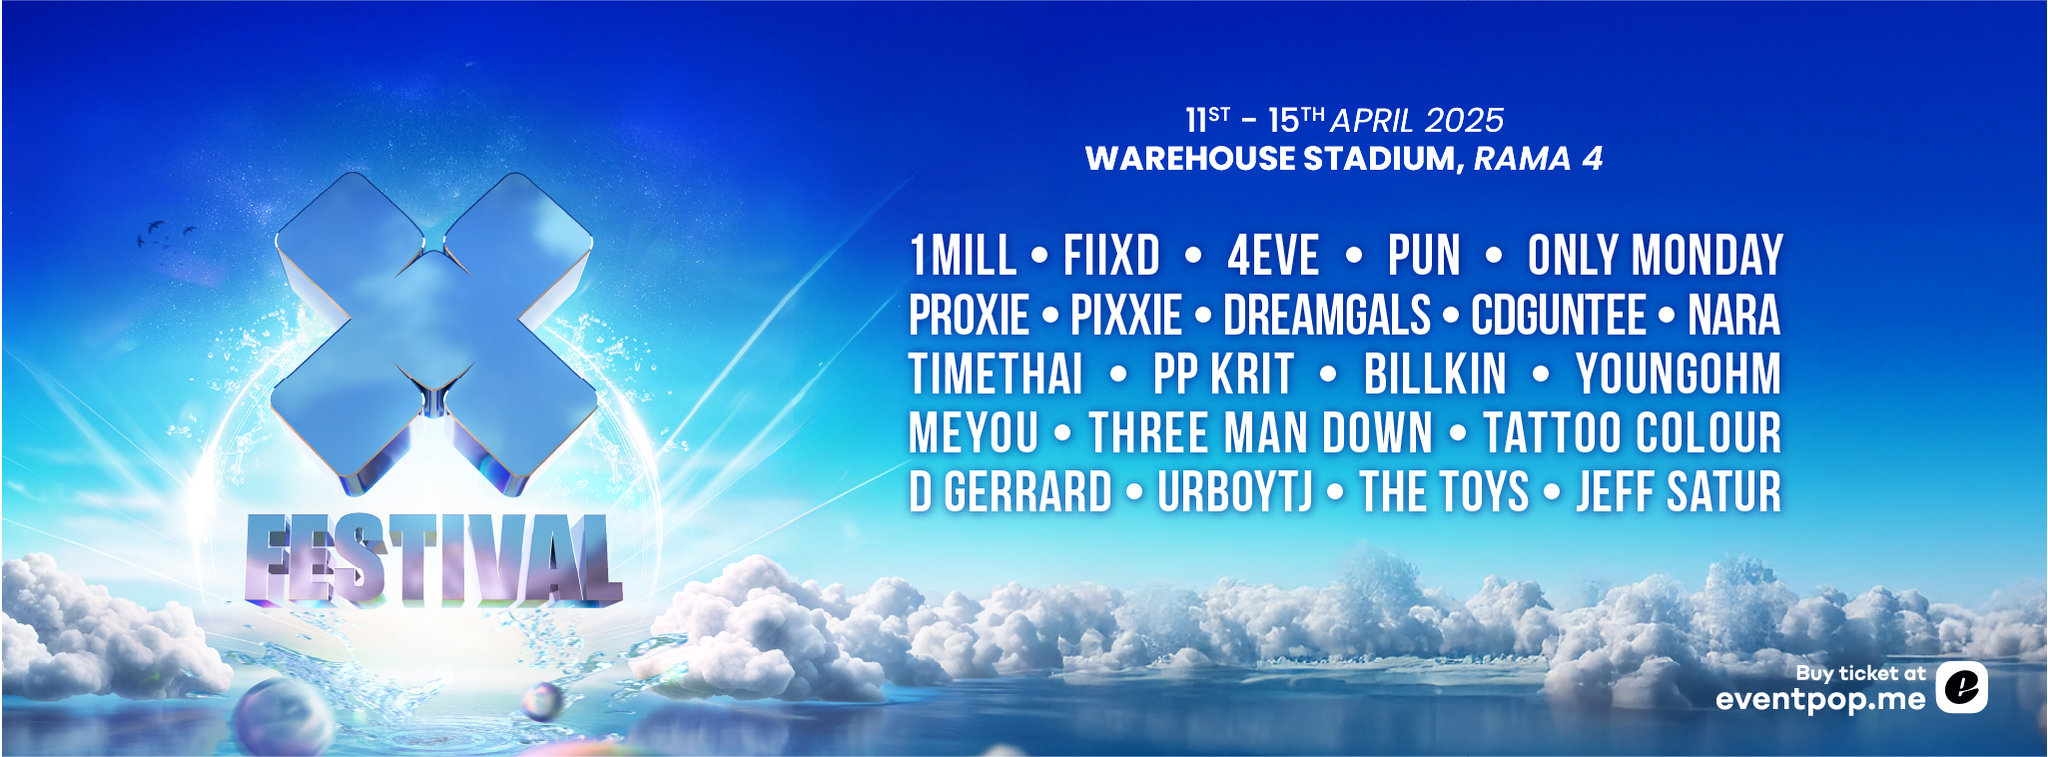 X
FESTIVAL
11ST - 15TH APRIL 2025
WAREHOUSE STADIUM, RAMA 4
1MILL • FIIXD • 4EVE • PUN • ONLY MONDAY
PROXIE • PIXXIE • DREAMGALS • CDGUNTEE • NARA
TIMETHAI • PP KRIT • BILLKIN • YOUNGOHM
MEYOU • THREE MAN DOWN • TATTOO COLOUR
D GERRARD • URBOYTJ • THE TOYS • JEFF SATUR
Buy ticket at
eventpop.me
e